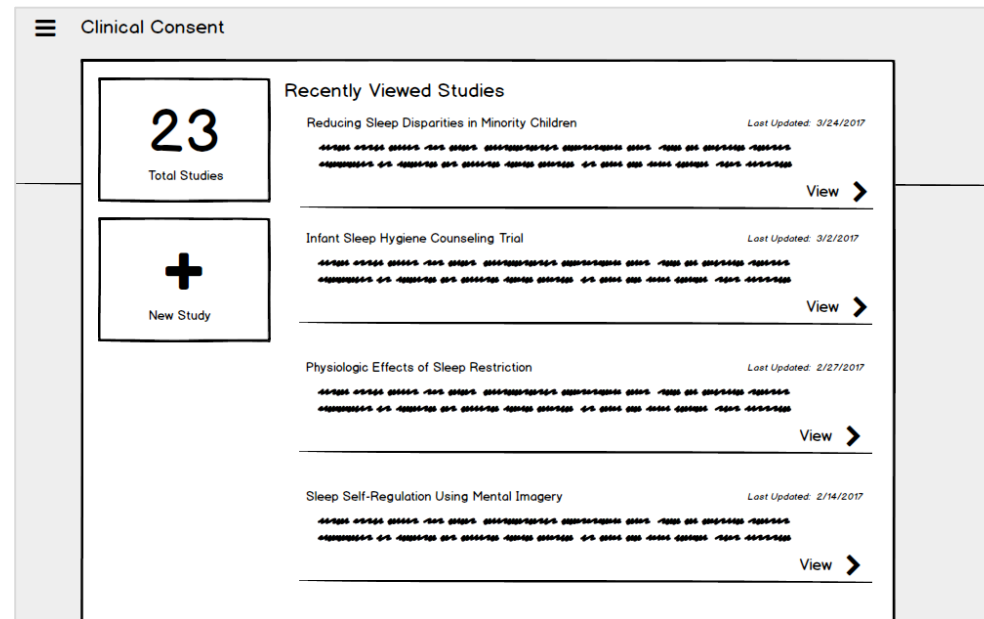 Clinical Consent
23
Total Studies
New Study
Recently Viewed Studies
Reducing Sleep Disparities in Minority Children
Last Updated: 3/24/2017
View
Infant Sleep Hygiene Counseling Trial
Last Updated: 3/2/2017
View
Physiologic Effects of Sleep Restriction
Last Updated: 2/27/2017
View
Sleep Self-Regulation Using Mental Imagery
Last Updated: 2/14/2017
View